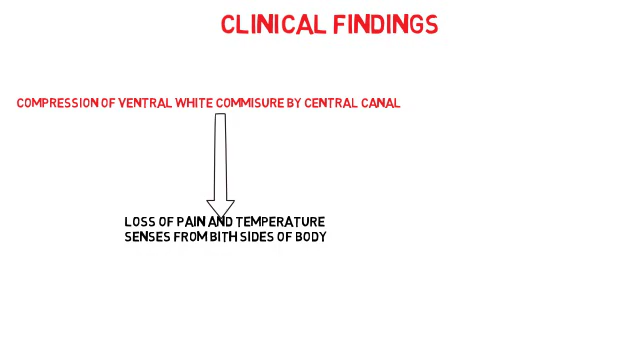 CLINICAL FINDINGS
COMPRESSION OF VENTRAL WHITE COMMISURE BY CENTRAL CANAL
LOSS OF PAIN AND TEMPERATURE
SENSES FROM BITH SIDES OF BODY